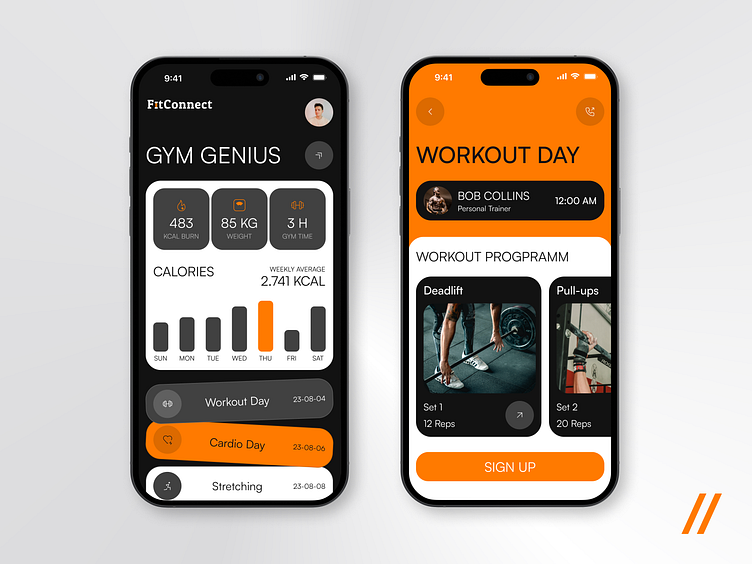 9:41
FitConnect
GYM GENIUS
483
KCAL BURN
85 KG
WEIGHT
3 H
GYM TIME
CALORIES
WEEKLY AVERAGE
2.741 KCAL
SUN MON TUE WED THU FRI SAT
Workout Day 23-08-04
Cardio Day 23-08-06
Stretching 23-08-08
9:41
WORKOUT DAY
BOB COLLINS
Personal Trainer
12:00 AM
WORKOUT PROGPRAMM
Deadlift
Set 1
12 Reps
Pull-ups
Set 2
20 Reps
SIGN UP